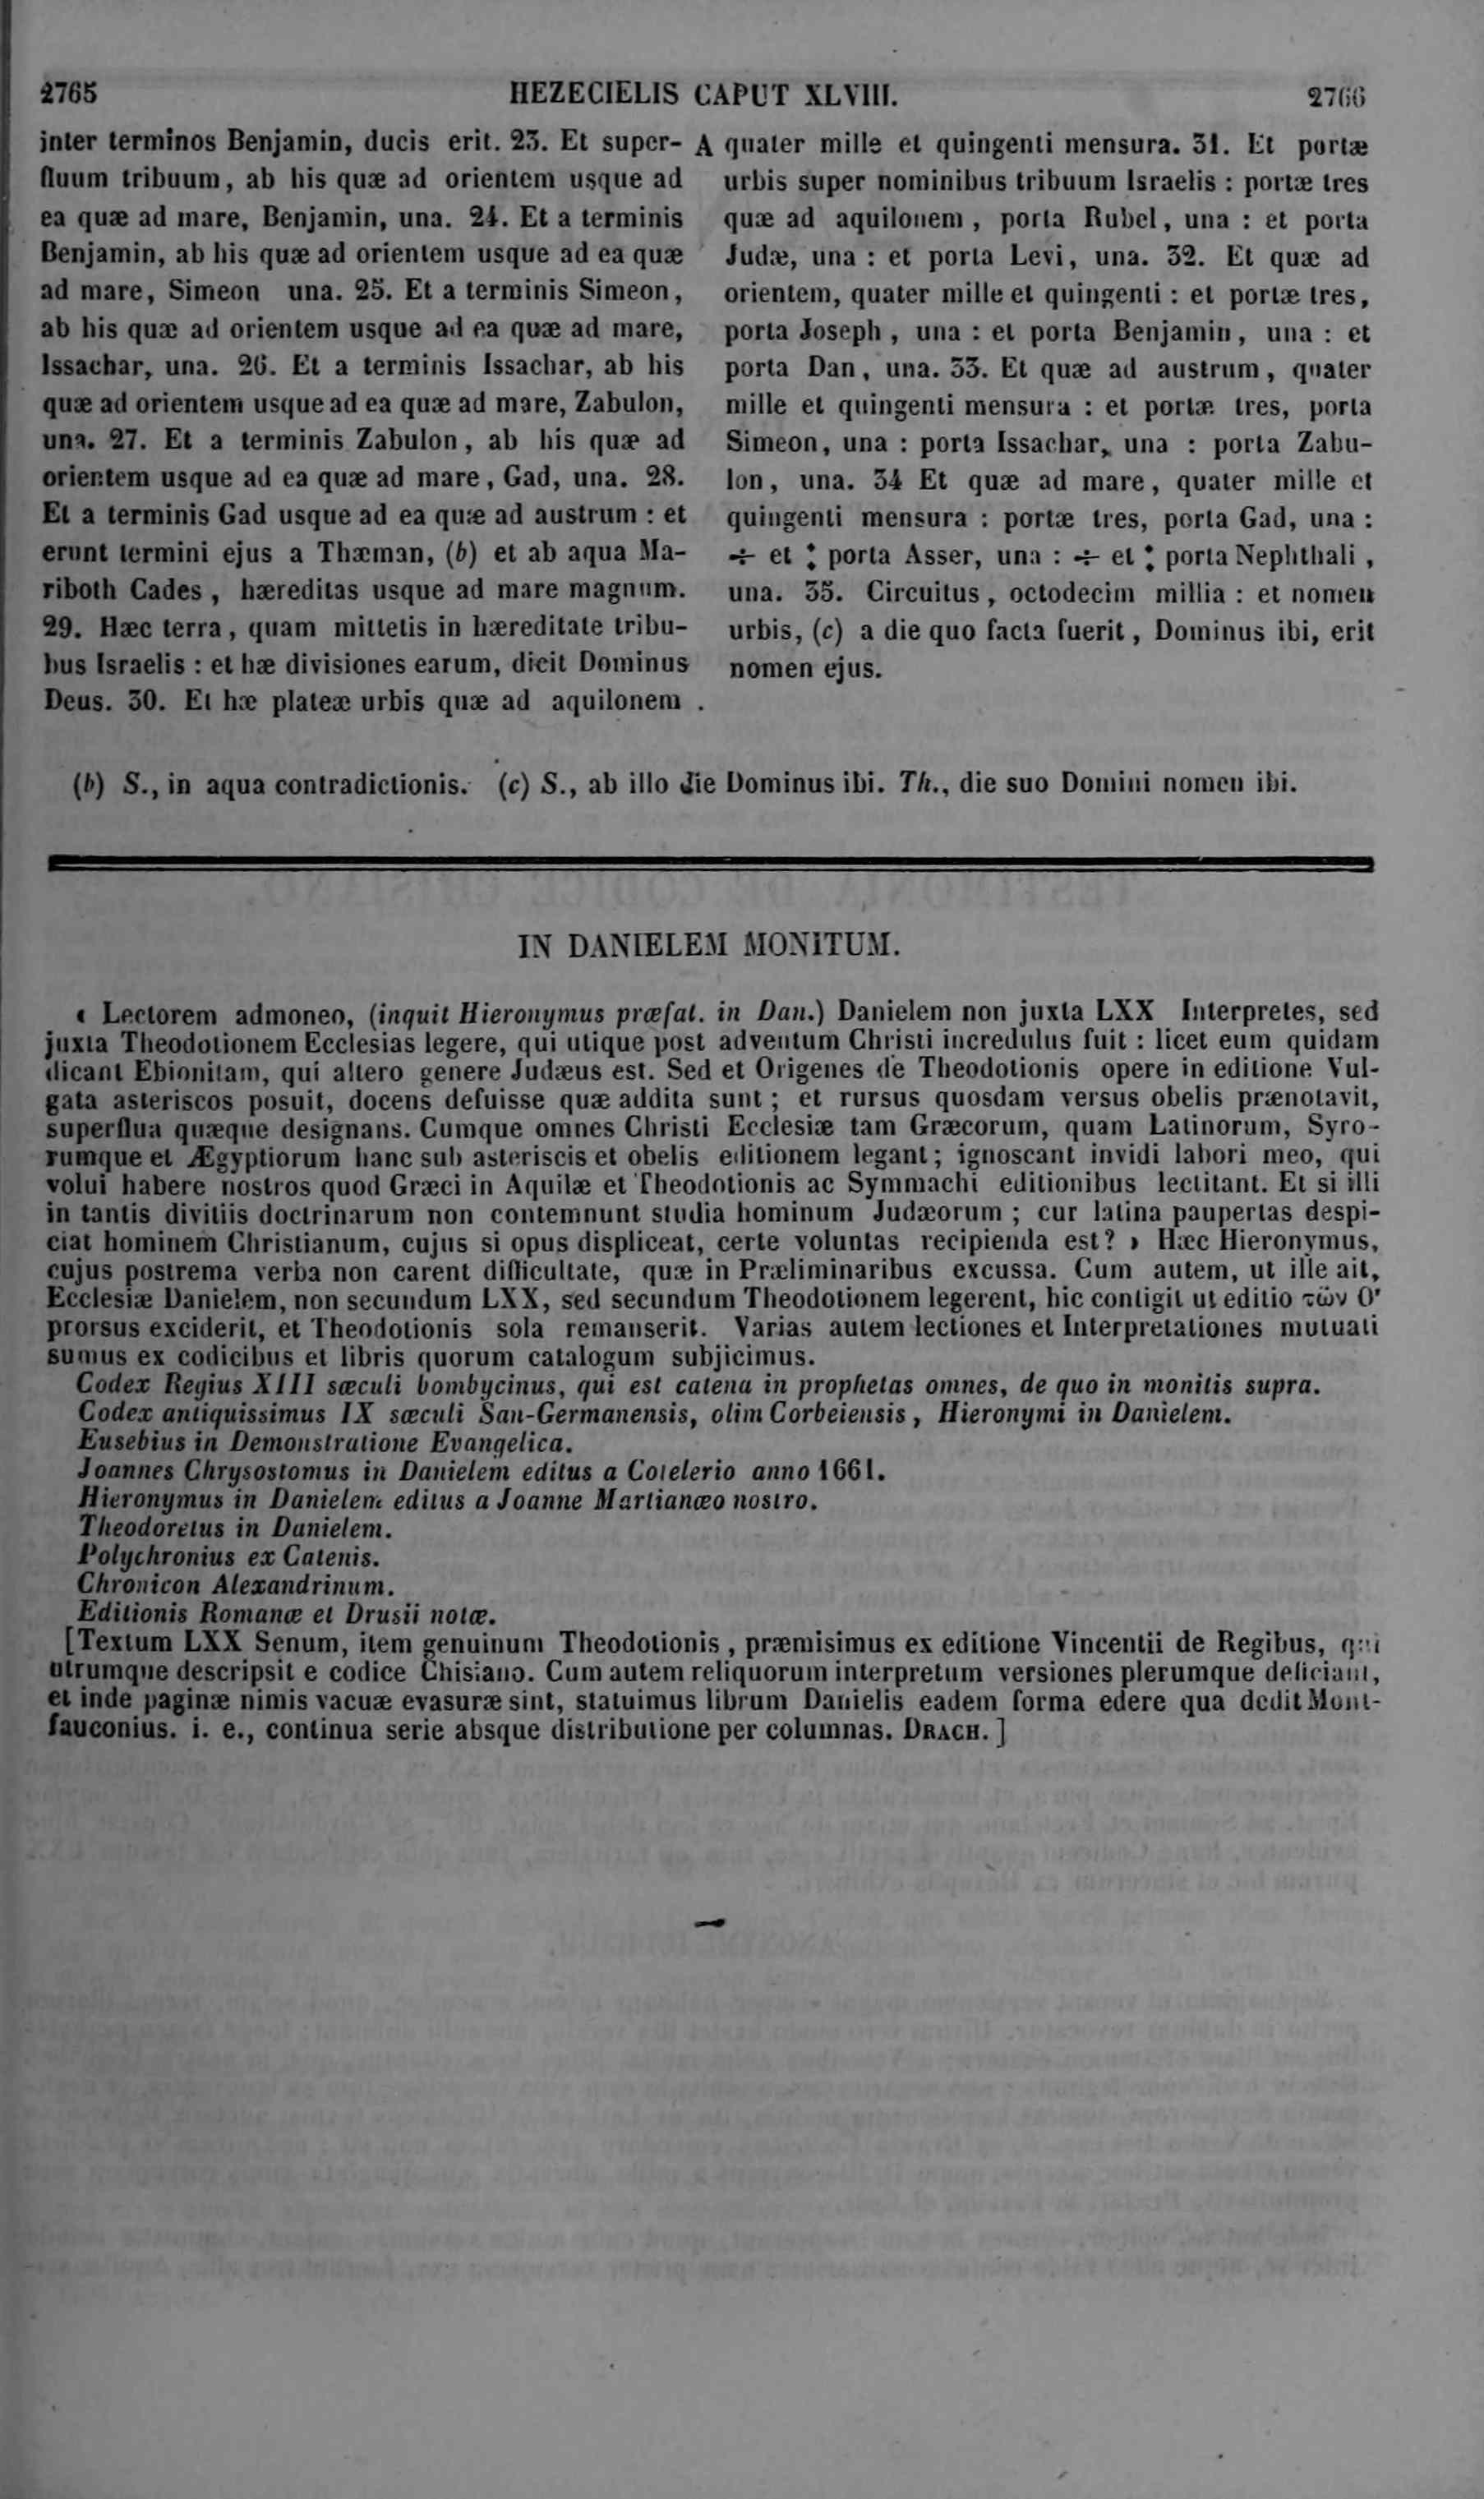 2765
HEZECIELIS CAPUT XLVIII.
2766
inter terminos Benjamin, ducis erit. 23. Et super-
fluum tribuum, ab his quæ ad orientem usque ad
ea quæ ad mare, Benjamin, una. 24. Et a terminis
Benjamin, ab his quæ ad orientem usque ad ea quæ
ad mare, Simeon una. 25. Et a terminis Simeon,
ab his quæ ad orientem usque ad ea quæ ad mare,
Issachar, una. 26. Et a terminis Issachar, ab his
quæ ad orientem usque ad ea quæ ad mare, Zabulon,
una. 27. Et a terminis Zabulon, ab his quæ ad
orientem usque ad ea quæ ad mare, Gad, una. 28.
Et a terminis Gad usque ad ea quæ ad austrum : et
erunt termini ejus a Thæman, (b) et ab aqua Ma-
riboth Cades, hæreditas usque ad mare magnum.
29. Hæc terra, quam mittetis in hæreditate tribu-
bus Israelis : et hæ divisiones earum, dicit Dominus
Deus. 30. Et hæ plateæ urbis quæ ad aquilonem
A quater mille et quingenti mensura. 31. Et portæ
urbis super nominibus tribuum Israelis : portæ tres
quæ ad aquilonem, porta Rubel, una : et porta
Judæ, una : et porta Levi, una. 32. Et quæ ad
orientem, quater mille et quingenti : et portæ tres,
porta Joseph, una : et porta Benjamin, una : et
porta Dan, una. 33. Et quæ ad austrum, quater
mille et quingenti mensura : et portæ tres, porta
Simeon, una : porta Issachar, una : porta Zabu-
lon, una. 34 Et quæ ad mare, quater mille et
quingenti mensura : portæ tres, porta Gad, una :
÷ et ⁑ porta Asser, una : ÷ et ⁑ porta Nephthali,
una. 35. Circuitus, octodecim millia : et nomen
urbis, (c) a die quo facta fuerit, Dominus ibi, erit
nomen ejus.
(b) S., in aqua contradictionis. (c) S., ab illo die Dominus ibi. Th., die suo Domini nomen ibi.
IN DANIELEM MONITUM.
‹ Lectorem admoneo, (inquit Hieronymus præfat. in Dan.) Danielem non juxta LXX Interpretes, sed
juxta Theodotionem Ecclesias legere, qui utique post adventum Christi incredulus fuit : licet eum quidam
dicant Ebionitam, qui altero genere Judæus est. Sed et Origenes de Theodotionis opere in editione Vul-
gata asteriscos posuit, docens defuisse quæ addita sunt ; et rursus quosdam versus obelis prænotavit,
superflua quæque designans. Cumque omnes Christi Ecclesiæ tam Græcorum, quam Latinorum, Syro-
rumque et Ægyptiorum hanc sub asteriscis et obelis editionem legant; ignoscant invidi labori meo, qui
volui habere nostros quod Græci in Aquilæ et Theodotionis ac Symmachi editionibus lectitant. Et si illi
in tantis divitiis doctrinarum non contemnunt studia hominum Judæorum ; cur latina paupertas despi-
ciat hominem Christianum, cujus si opus displiceat, certe voluntas recipienda est? › Hæc Hieronymus,
cujus postrema verba non carent difficultate, quæ in Præliminaribus excussa. Cum autem, ut ille ait,
Ecclesiæ Danielem, non secundum LXX, sed secundum Theodotionem legerent, hic contigit ut editio τῶν Ο'
prorsus exciderit, et Theodotionis sola remanserit. Varias autem lectiones et Interpretationes mutuati
sumus ex codicibus et libris quorum catalogum subjicimus.
Codex Regius XIII sæculi bombycinus, qui est catena in prophetas omnes, de quo in monitis supra.
Codex antiquissimus IX sæculi San-Germanensis, olim Corbeiensis, Hieronymi in Danielem.
Eusebius in Demonstratione Evangelica.
Joannes Chrysostomus in Danielem editus a Cotelerio anno 1661.
Hieronymus in Danielem editus a Joanne Martianæo nostro.
Theodoretus in Danielem.
Polychronius ex Catenis.
Chronicon Alexandrinum.
Editionis Romanæ et Drusii notæ.
[Textum LXX Senum, item genuinum Theodotionis, præmisimus ex editione Vincentii de Regibus, qui
utrumque descripsit e codice Chisiano. Cum autem reliquorum interpretum versiones plerumque deficiant,
et inde paginæ nimis vacuæ evasuræ sint, statuimus librum Danielis eadem forma edere qua dedit Mont-
fauconius. i. e., continua serie absque distributione per columnas. DRACH. ]